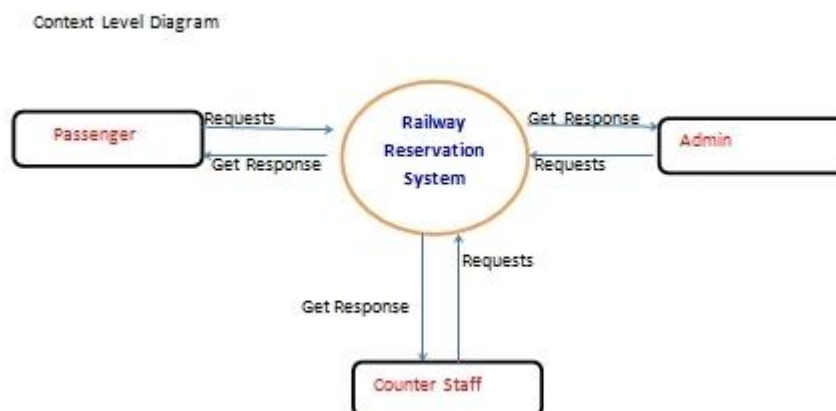 Context Level Diagram
Passenger
Requests
Get Response
Railway
Reservation
System
Get Response
Requests
Admin
Requests
Get Response
Counter Staff